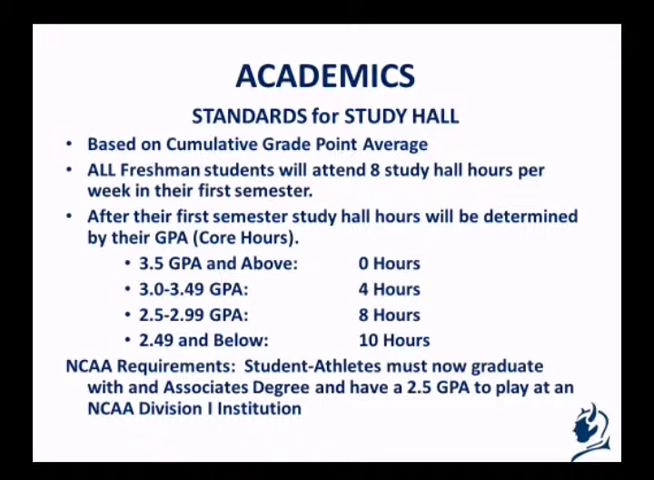 ACADEMICS
STANDARDS for STUDY HALL
• Based on Cumulative Grade Point Average
• ALL Freshman students will attend 8 study hall hours per
week in their first semester.
• After their first semester study hall hours will be determined
by their GPA (Core Hours).
• 3.5 GPA and Above: 0 Hours
• 3.0-3.49 GPA: 4 Hours
• 2.5-2.99 GPA: 8 Hours
• 2.49 and Below: 10 Hours
NCAA Requirements: Student-Athletes must now graduate
with and Associates Degree and have a 2.5 GPA to play at an
NCAA Division I Institution